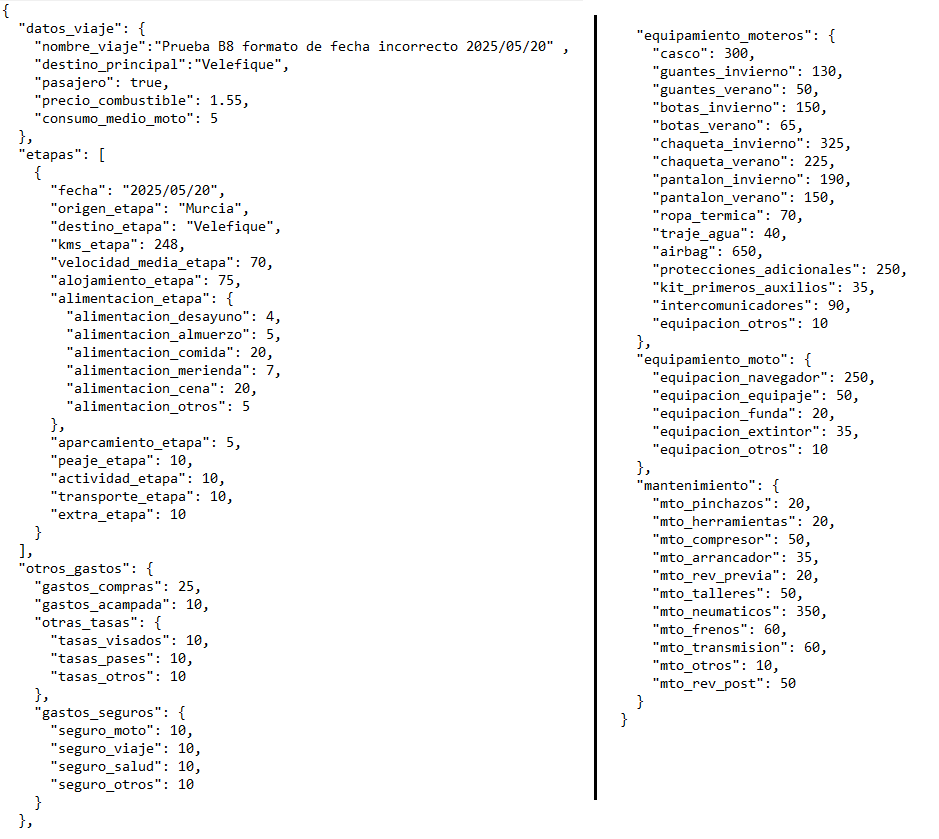 {
  "datos_viaje": {
    "nombre_viaje":"Prueba B8 formato de fecha incorrecto 2025/05/20" ,
    "destino_principal":"Velefique",
    "pasajero": true,
    "precio_combustible": 1.55,
    "consumo_medio_moto": 5
  },
  "etapas": [
    {
      "fecha": "2025/05/20",
      "origen_etapa": "Murcia",
      "destino_etapa": "Velefique",
      "kms_etapa": 248,
      "velocidad_media_etapa": 70,
      "alojamiento_etapa": 75,
      "alimentacion_etapa": {
        "alimentacion_desayuno": 4,
        "alimentacion_almuerzo": 5,
        "alimentacion_comida": 20,
        "alimentacion_merienda": 7,
        "alimentacion_cena": 20,
        "alimentacion_otros": 5
      },
      "aparcamiento_etapa": 5,
      "peaje_etapa": 10,
      "actividad_etapa": 10,
      "transporte_etapa": 10,
      "extra_etapa": 10
    }
  ],
  "otros_gastos": {
    "gastos_compras": 25,
    "gastos_acampada": 10,
    "otras_tasas": {
      "tasas_visados": 10,
      "tasas_pases": 10,
      "tasas_otros": 10
    },
    "gastos_seguros": {
      "seguro_moto": 10,
      "seguro_viaje": 10,
      "seguro_salud": 10,
      "seguro_otros": 10
    }
  },
  "equipamiento_moteros": {
    "casco": 300,
    "guantes_invierno": 130,
    "guantes_verano": 50,
    "botas_invierno": 150,
    "botas_verano": 65,
    "chaqueta_invierno": 325,
    "chaqueta_verano": 225,
    "pantalon_invierno": 190,
    "pantalon_verano": 150,
    "ropa_termica": 70,
    "traje_agua": 40,
    "airbag": 650,
    "protecciones_adicionales": 250,
    "kit_primeros_auxilios": 35,
    "intercomunicadores": 90,
    "equipacion_otros": 10
  },
  "equipamiento_moto": {
    "equipacion_navegador": 250,
    "equipacion_equipaje": 50,
    "equipacion_funda": 20,
    "equipacion_extintor": 35,
    "equipacion_otros": 10
  },
  "mantenimiento": {
    "mto_pinchazos": 20,
    "mto_herramientas": 20,
    "mto_compresor": 50,
    "mto_arrancador": 35,
    "mto_rev_previa": 20,
    "mto_talleres": 50,
    "mto_neumaticos": 350,
    "mto_frenos": 60,
    "mto_transmision": 60,
    "mto_otros": 10,
    "mto_rev_post": 50
  }
}